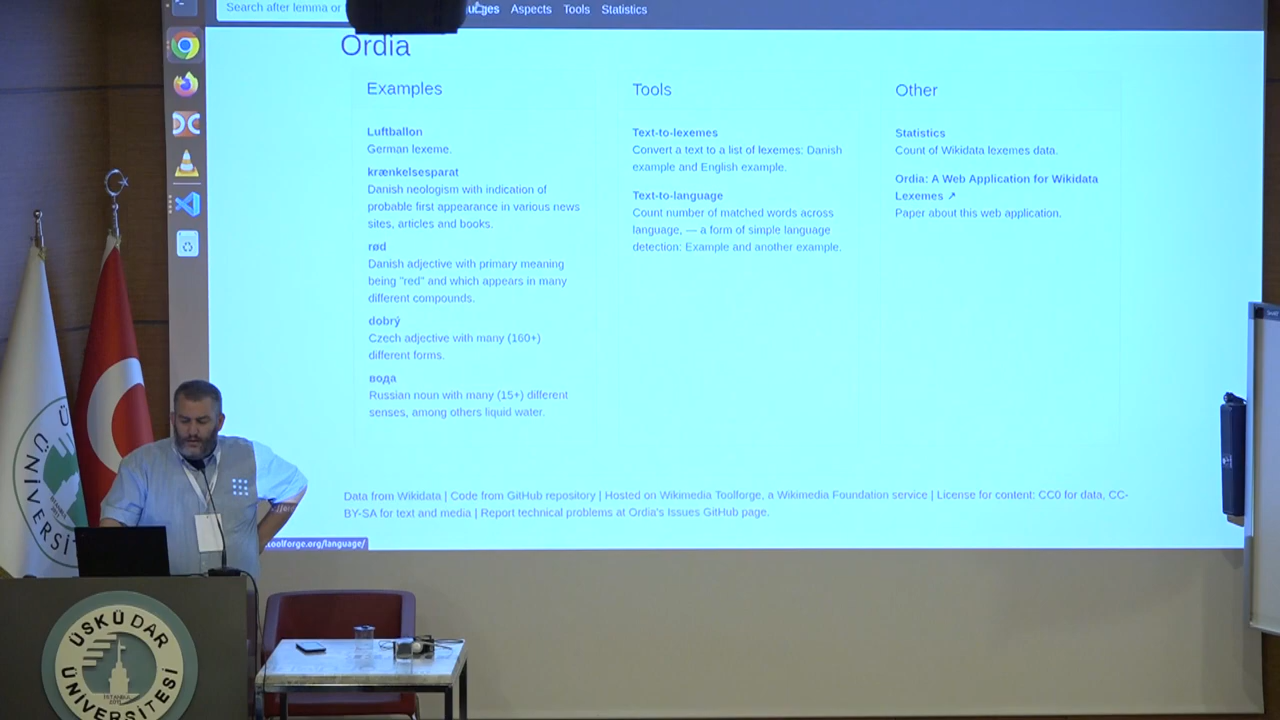 Search after lemma or
Aspects
Tools
Statistics
Ordia
Examples
Luftballon
German lexeme.
krænkelsesparat
Danish neologism with indication of
probable first appearance in various news
sites, articles and books.
rød
Danish adjective with primary meaning
being "red" and which appears in many
different compounds.
dobrý
Czech adjective with many (160+)
different forms.
вода
Russian noun with many (15+) different
senses, among others liquid water.
Tools
Text-to-lexemes
Convert a text to a list of lexemes: Danish
example and English example.
Text-to-language
Count number of matched words across
language, — a form of simple language
detection: Example and another example.
Other
Statistics
Count of Wikidata lexemes data.
Ordia: A Web Application for Wikidata
Lexemes ↗
Paper about this web application.
Data from Wikidata | Code from GitHub repository | Hosted on Wikimedia Toolforge, a Wikimedia Foundation service | License for content: CC0 for data, CC-
BY-SA for text and media | Report technical problems at Ordia's Issues GitHub page.
toolforge.org/language/
ÜSKÜDAR
ÜNİVERSİTESİ
İSTANBUL
2011